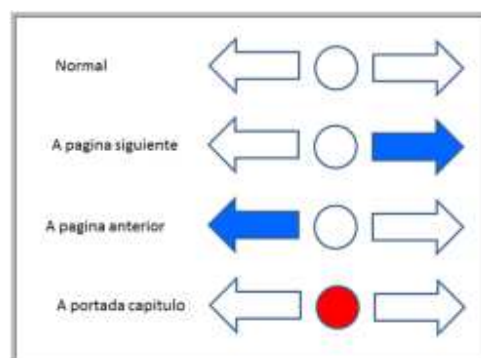 Normal
A pagina siguiente
A pagina anterior
A portada capitulo